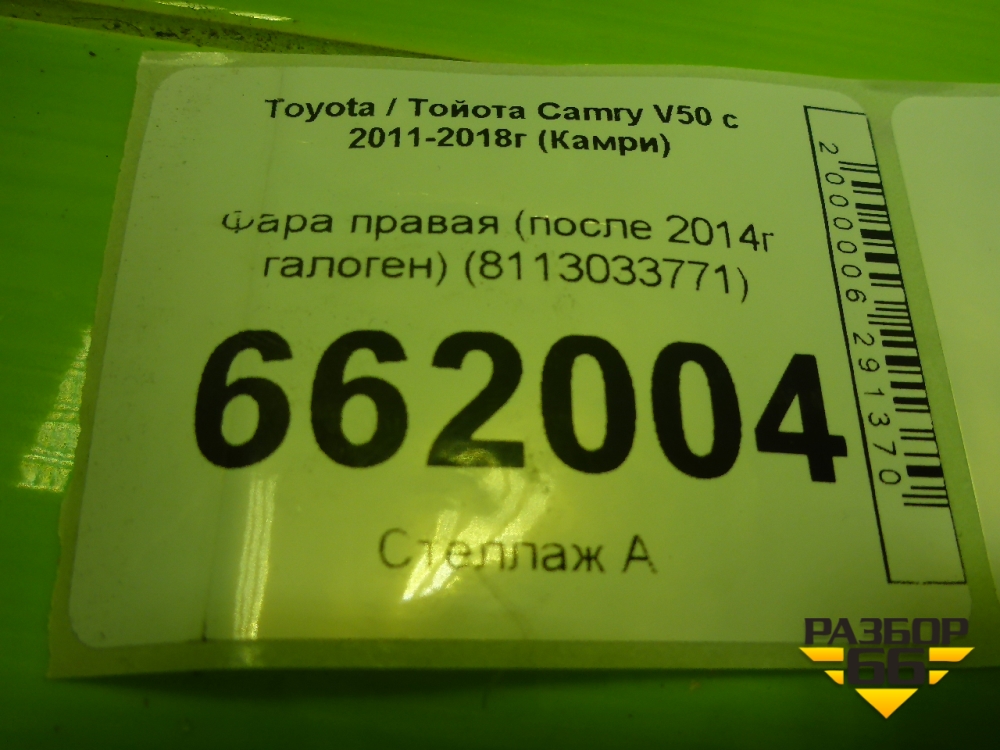 Toyota / Тойота Camry V50 с
2011-2018г (Камри)
Фара правая (после 2014г
галоген) (8113033771)
662004
Стеллаж А
2000006291370
РАЗБОР
66